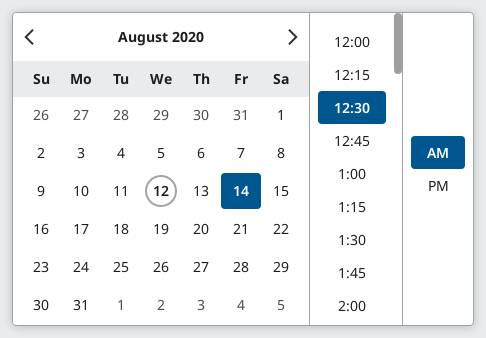 August 2020
Su Mo Tu We Th Fr Sa
26 27 28 29 30 31 1
2 3 4 5 6 7 8
9 10 11 12 13 14 15
16 17 18 19 20 21 22
23 24 25 26 27 28 29
30 31 1 2 3 4 5
12:00
12:15
12:30
12:45
1:00
1:15
1:30
1:45
2:00
AM
PM